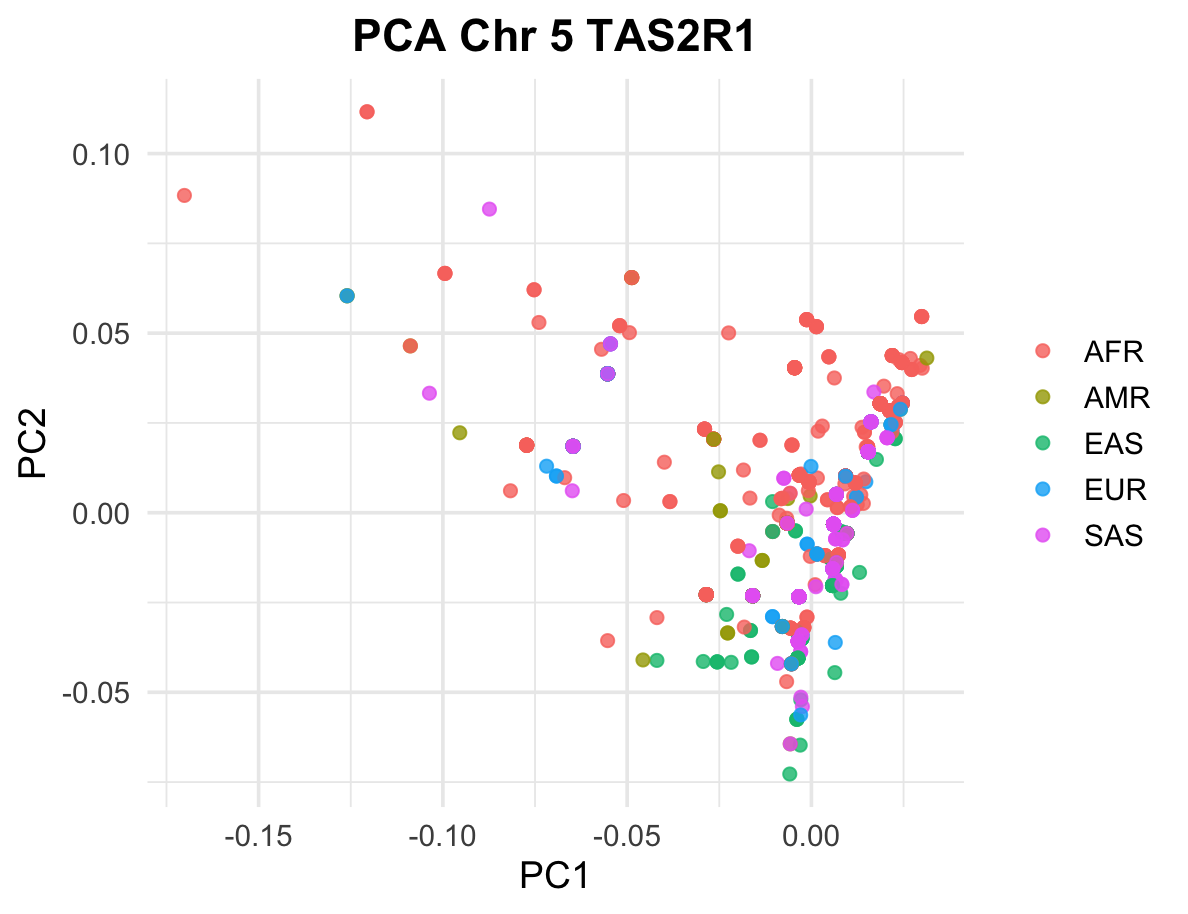 PCA Chr 5 TAS2R1
PC2
0.10
0.05
0.00
-0.05
-0.15 -0.10 -0.05 0.00
PC1
AFR
AMR
EAS
EUR
SAS